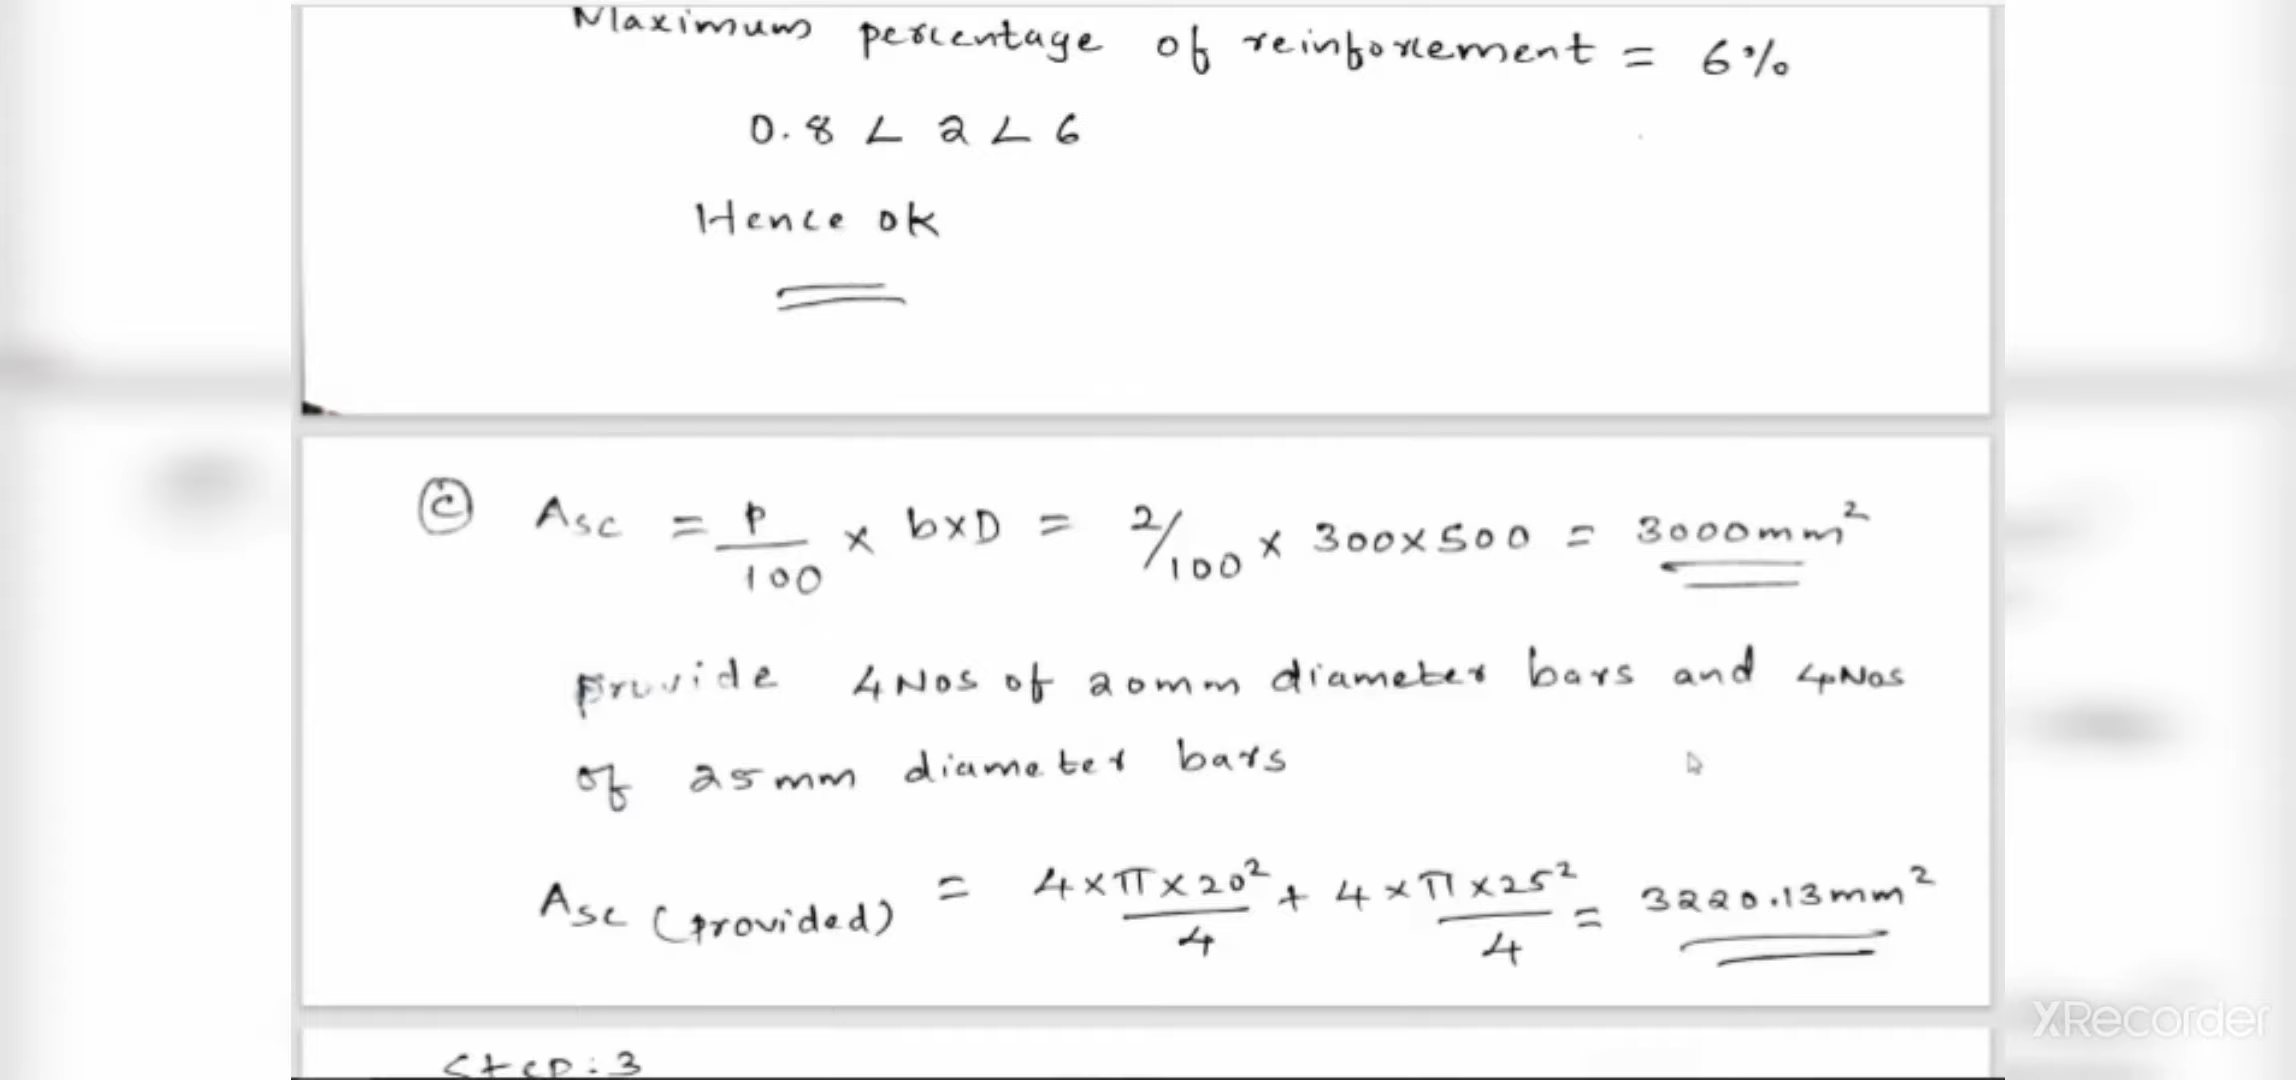 Maximum percentage of reinforcement = 6%
0.8 < 2 < 6
Hence ok
ⓒ Asc = p/100 × b×D = 2/100 × 300×500 = 3000mm²
provide 4Nos of 20mm diameter bars and 4Nos
of 25mm diameter bars
Asc (provided) = 4×π×20²/4 + 4×π×25²/4 = 3220.13mm²
Step:3
XRecorder